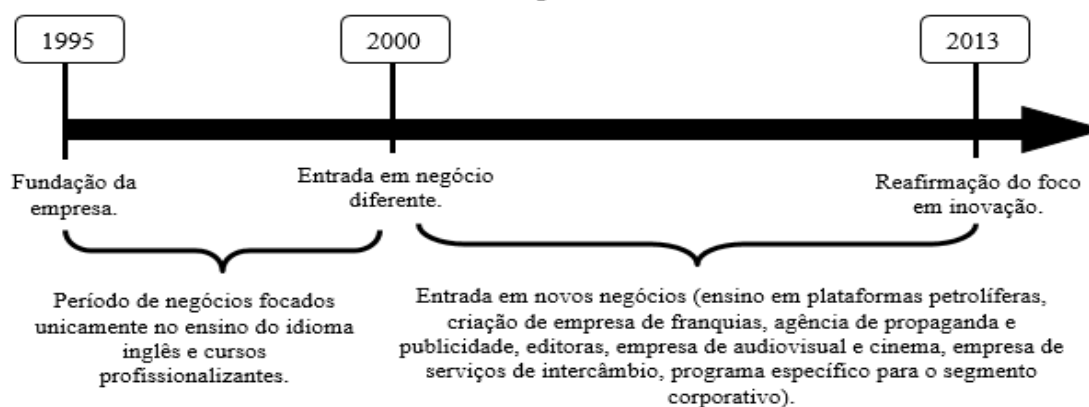 1995
2000
2013
Fundação da
empresa.
Entrada em negócio
diferente.
Reafirmação do foco
em inovação.
Período de negócios focados
unicamente no ensino do idioma
inglês e cursos
profissionalizantes.
Entrada em novos negócios (ensino em plataformas petrolíferas,
criação de empresa de franquias, agência de propaganda e
publicidade, editoras, empresa de audiovisual e cinema, empresa de
serviços de intercâmbio, programa específico para o segmento
corporativo).